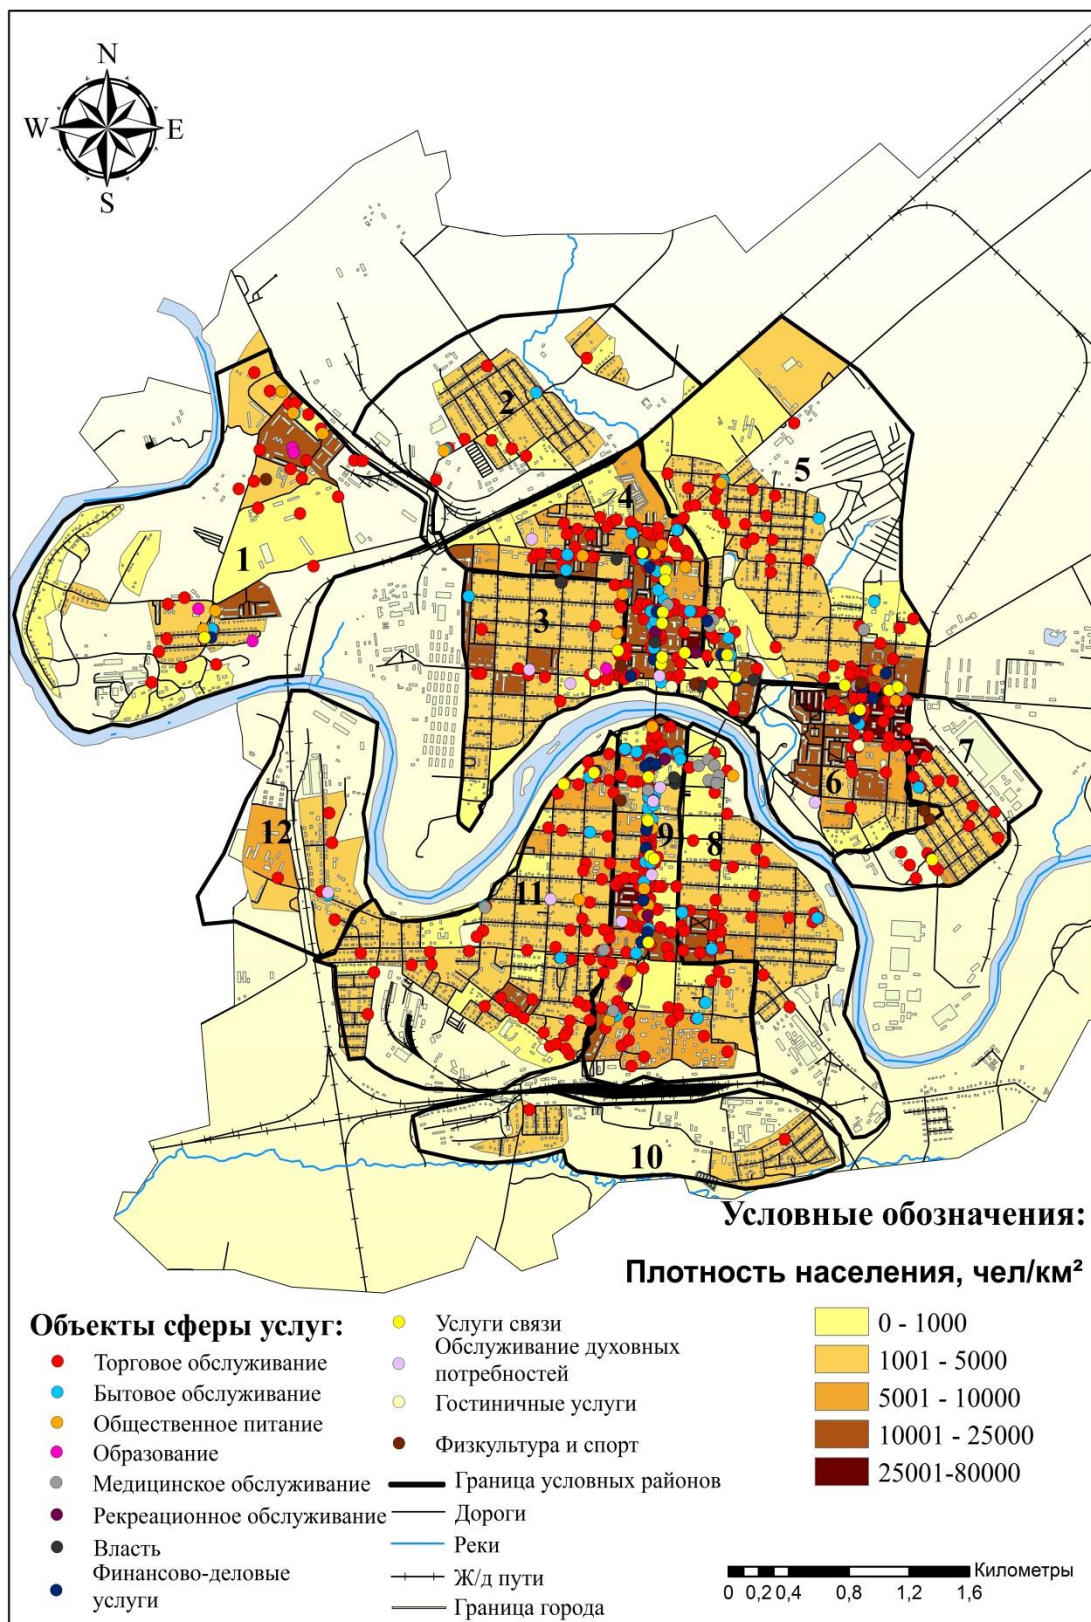 N
W
E
S
2
5
4
1
3
7
6
12
9
8
11
10
Условные обозначения:
Плотность населения, чел/км²
0 - 1000
1001 - 5000
5001 - 10000
10001 - 25000
25001-80000
Объекты сферы услуг:
Торговое обслуживание
Бытовое обслуживание
Общественное питание
Образование
Медицинское обслуживание
Рекреационное обслуживание
Власть
Финансово-деловые
услуги
Услуги связи
Обслуживание духовных
потребностей
Гостиничные услуги
Физкультура и спорт
Граница условных районов
Дороги
Реки
Ж/д пути
Граница города
Километры
0 0,2 0,4 0,8 1,2 1,6